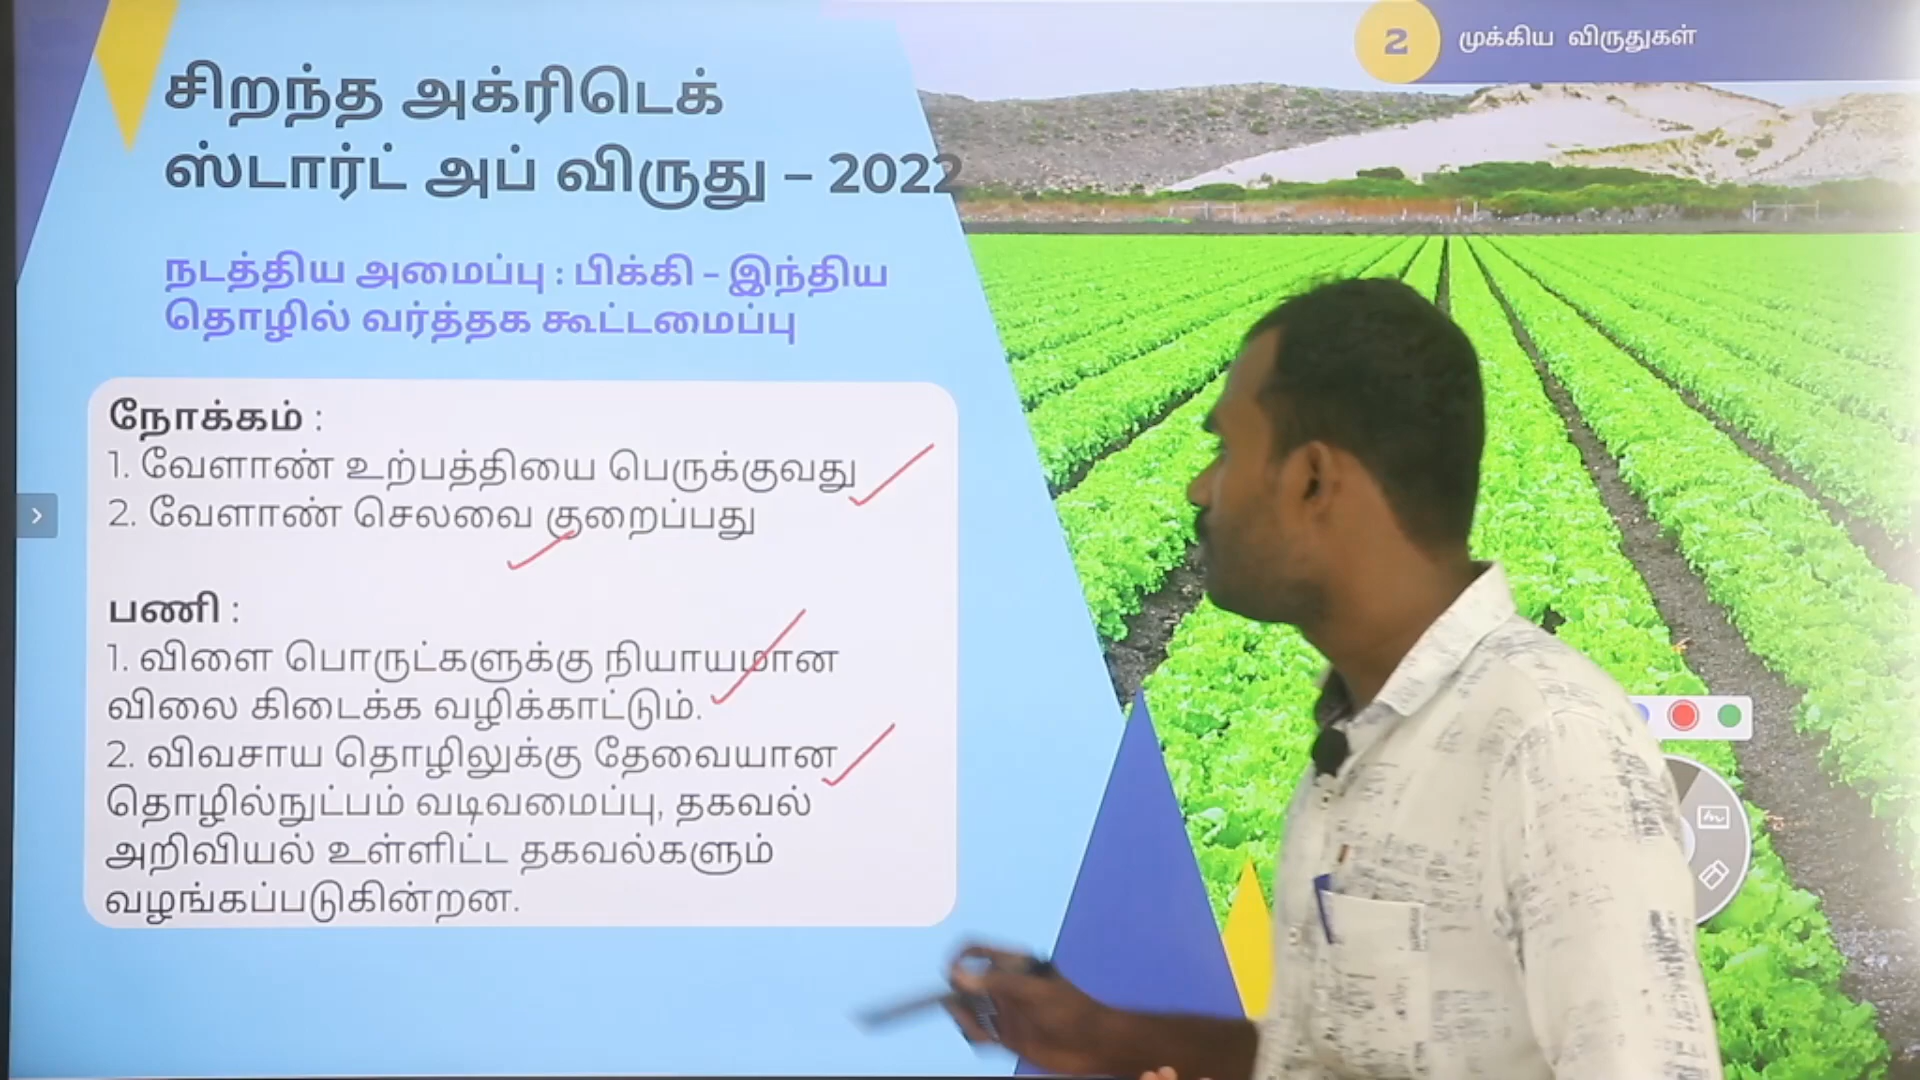 2 முக்கிய விருதுகள்
சிறந்த அக்ரிடெக்
ஸ்டார்ட் அப் விருது – 2022
நடத்திய அமைப்பு : பிக்கி – இந்திய
தொழில் வர்த்தக கூட்டமைப்பு
நோக்கம் :
1. வேளாண் உற்பத்தியை பெருக்குவது
2. வேளாண் செலவை குறைப்பது
பணி :
1. விளை பொருட்களுக்கு நியாயமான
விலை கிடைக்க வழிக்காட்டும்.
2. விவசாய தொழிலுக்கு தேவையான
தொழில்நுட்பம் வடிவமைப்பு, தகவல்
அறிவியல் உள்ளிட்ட தகவல்களும்
வழங்கப்படுகின்றன.